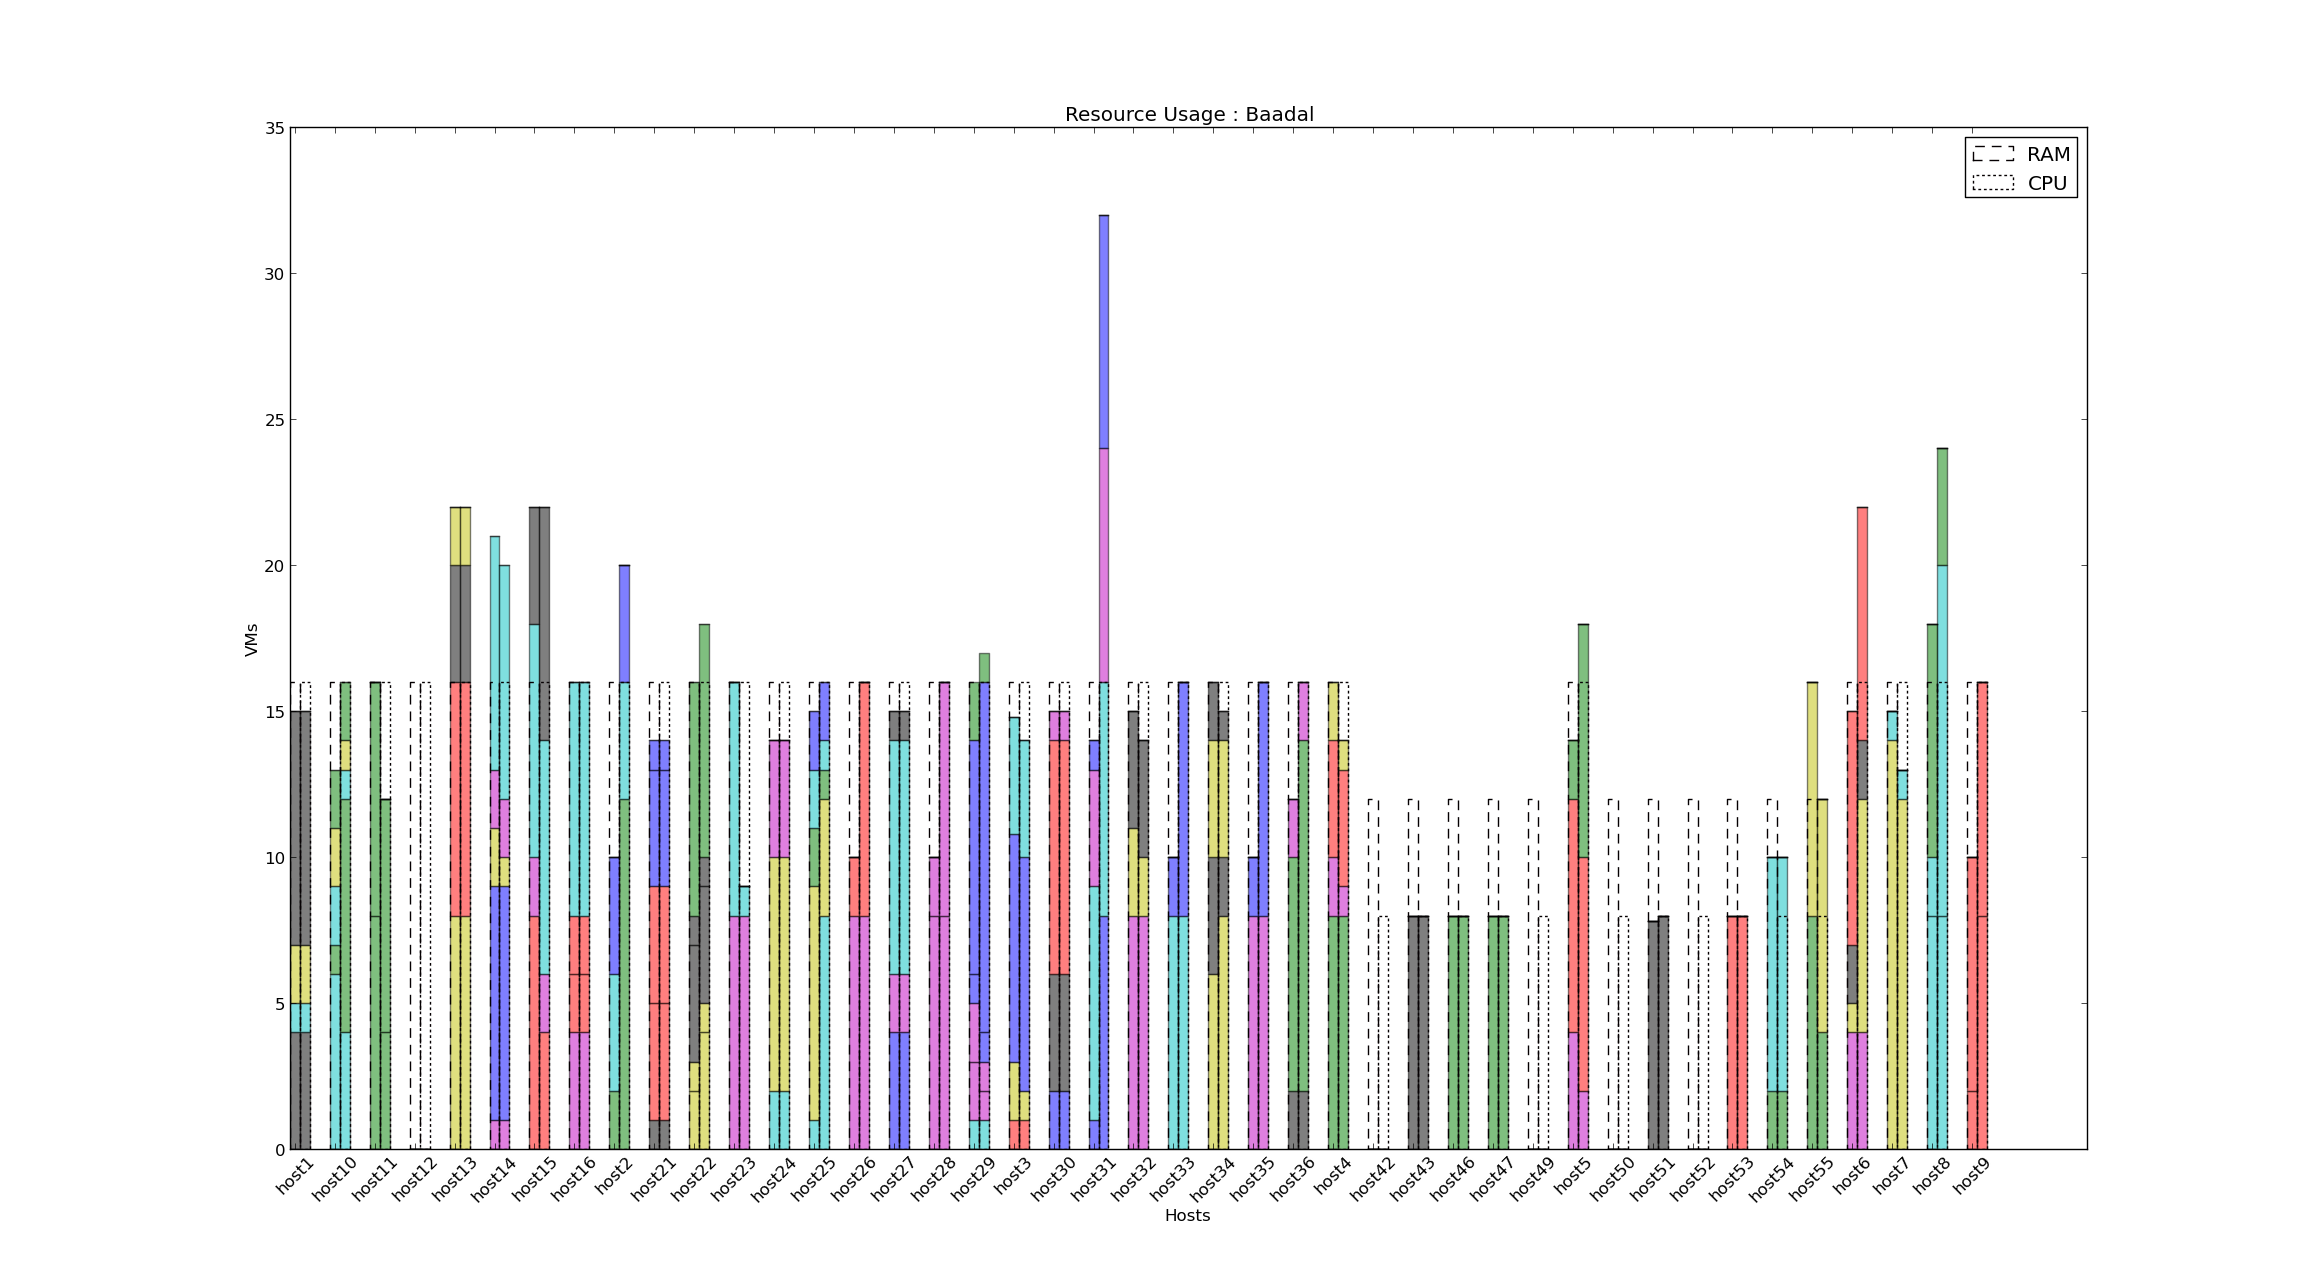 Resource Usage : Baadal
35
30
25
20
15
10
5
0
VMs
RAM
CPU
host1 host10 host11 host12 host13 host14 host15 host16 host2 host21 host22 host23 host24 host25 host26 host27 host28 host29 host3 host30 host31 host32 host33 host34 host35 host36 host4 host42 host43 host46 host47 host49 host5 host50 host51 host52 host53 host54 host55 host6 host7 host8 host9
Hosts